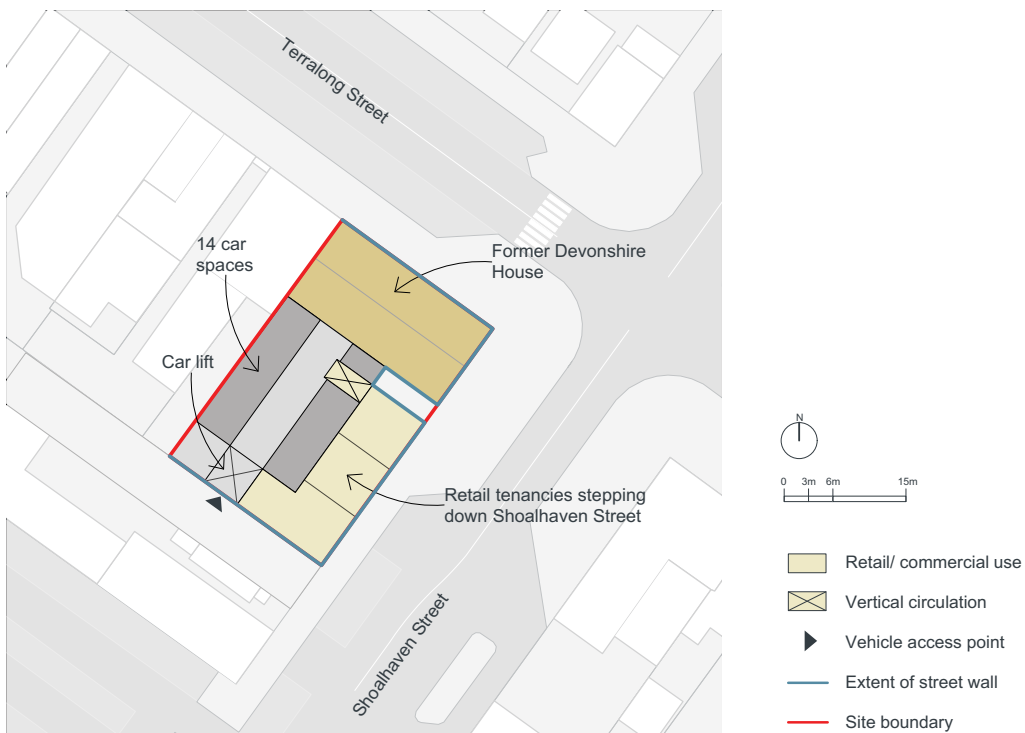 Terralong Street
14 car
spaces
Former Devonshire
House
Car lift
Retail tenancies stepping
down Shoalhaven Street
Shoalhaven Street
N
0 3m 6m 15m
Retail/ commercial use
Vertical circulation
Vehicle access point
Extent of street wall
Site boundary